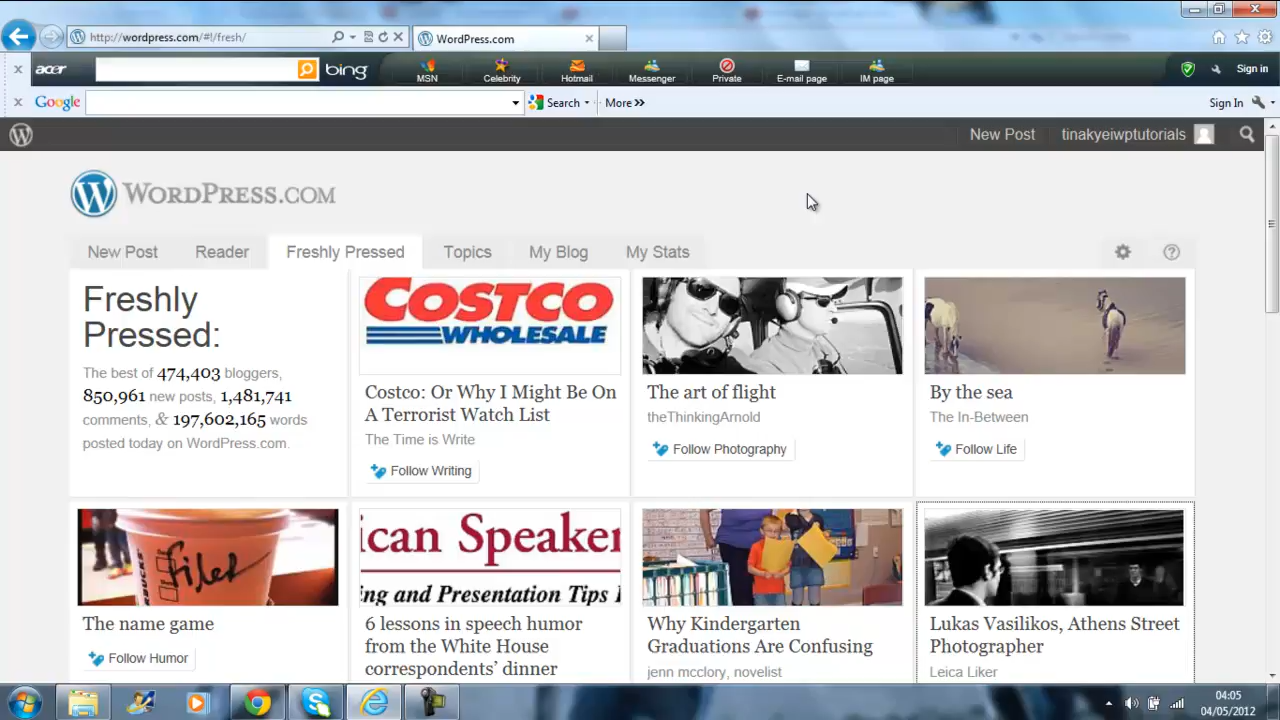 http://wordpress.com/#!/fresh/
WordPress.com
acer
bing
MSN
Celebrity
Hotmail
Messenger
Private
E-mail page
IM page
Sign in
Google
Search
More »
Sign In
New Post
tinakyeiwptutorials
WORDPRESS.COM
New Post
Reader
Freshly Pressed
Topics
My Blog
My Stats
Freshly
Pressed:
The best of 474,403 bloggers,
850,961 new posts, 1,481,741
comments, & 197,602,165 words
posted today on WordPress.com.
COSTCO
WHOLESALE
Costco: Or Why I Might Be On
A Terrorist Watch List
The Time is Write
Follow Writing
The art of flight
theThinkingArnold
Follow Photography
By the sea
The In-Between
Follow Life
filet
The name game
Follow Humor
ican Speaker
ing and Presentation Tips
6 lessons in speech humor
from the White House
correspondents' dinner
Why Kindergarten
Graduations Are Confusing
jenn mcclory, novelist
Lukas Vasilikos, Athens Street
Photographer
Leica Liker
04:05
04/05/2012